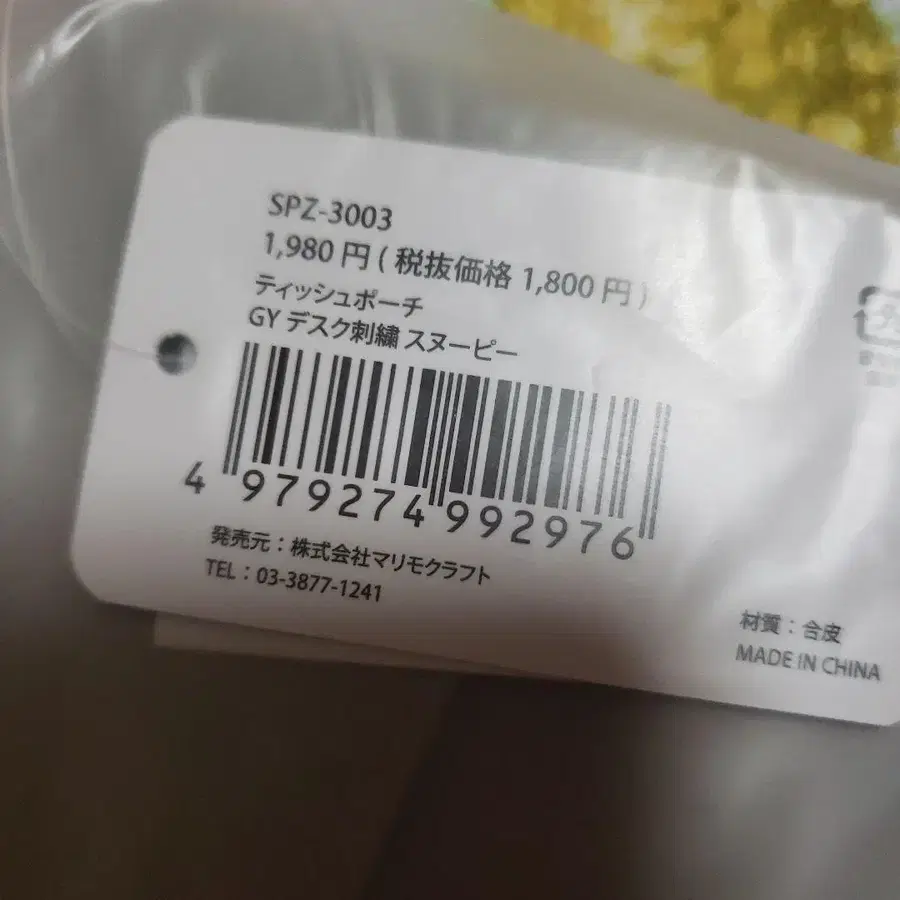 SPZ-3003
1,980 円 ( 税抜価格 1,800 円 )
ティッシュポーチ
GY デスク刺繍 スヌーピー
4 979274 992976
発売元：株式会社マリモクラフト
TEL：03-3877-1241
材質：合皮
MADE IN CHINA